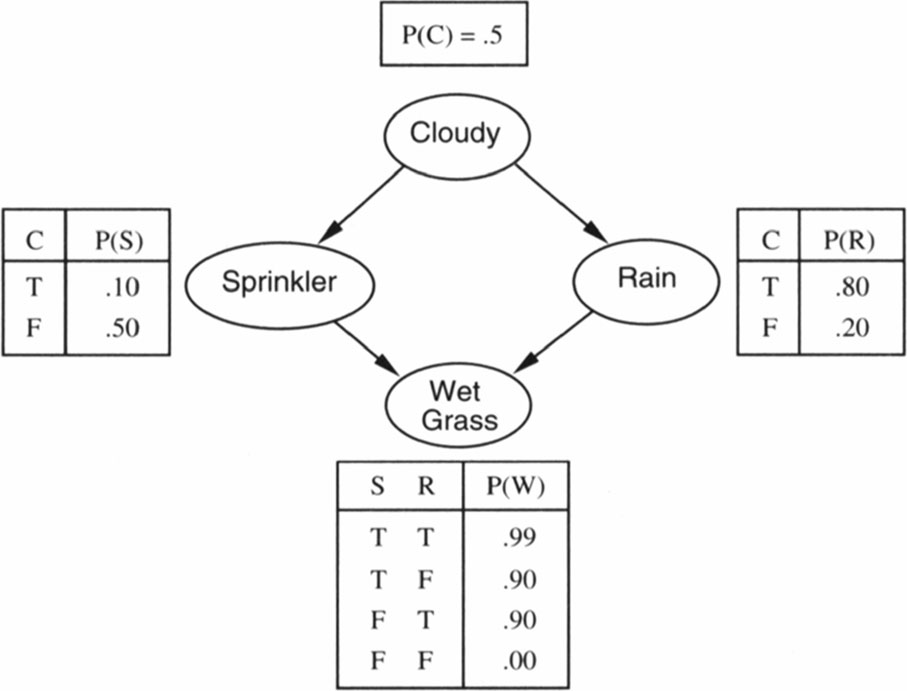 P(C) = .5
Cloudy
C P(S)
T .10
F .50
Sprinkler
Rain
C P(R)
T .80
F .20
Wet
Grass
S R P(W)
T T .99
T F .90
F T .90
F F .00